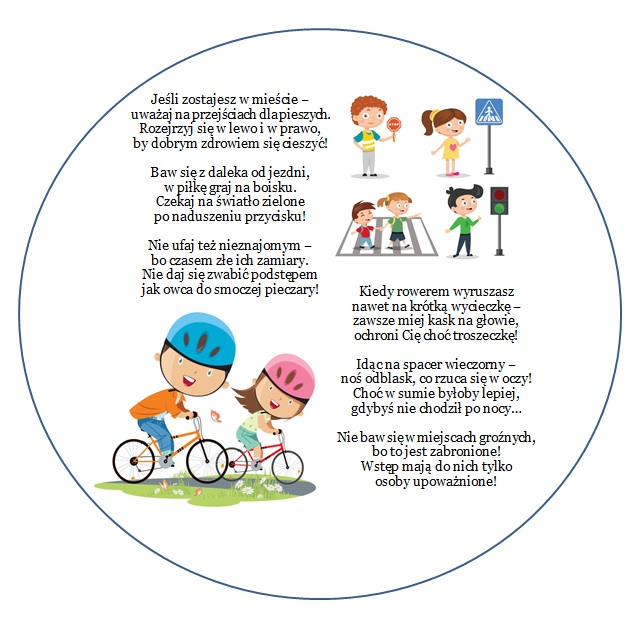 Jeśli zostajesz w mieście –
uważaj na przejściach dla pieszych.
Rozejrzyj się w lewo i w prawo,
by dobrym zdrowiem się cieszyć!
Baw się z daleka od jezdni,
w piłkę graj na boisku.
Czekaj na światło zielone
po naduszeniu przycisku!
Nie ufaj też nieznajomym –
bo czasem złe ich zamiary.
Nie daj się zwabić podstępem
jak owca do smoczej pieczary!
STOP
Kiedy rowerem wyruszasz
nawet na krótką wycieczkę –
zawsze miej kask na głowie,
ochroni Cię choć troszeczkę!
Idąc na spacer wieczorny –
noś odblask, co rzuca się w oczy!
Choć w sumie byłoby lepiej,
gdybyś nie chodził po nocy...
Nie baw się w miejscach groźnych,
bo to jest zabronione!
Wstęp mają do nich tylko
osoby upoważnione!